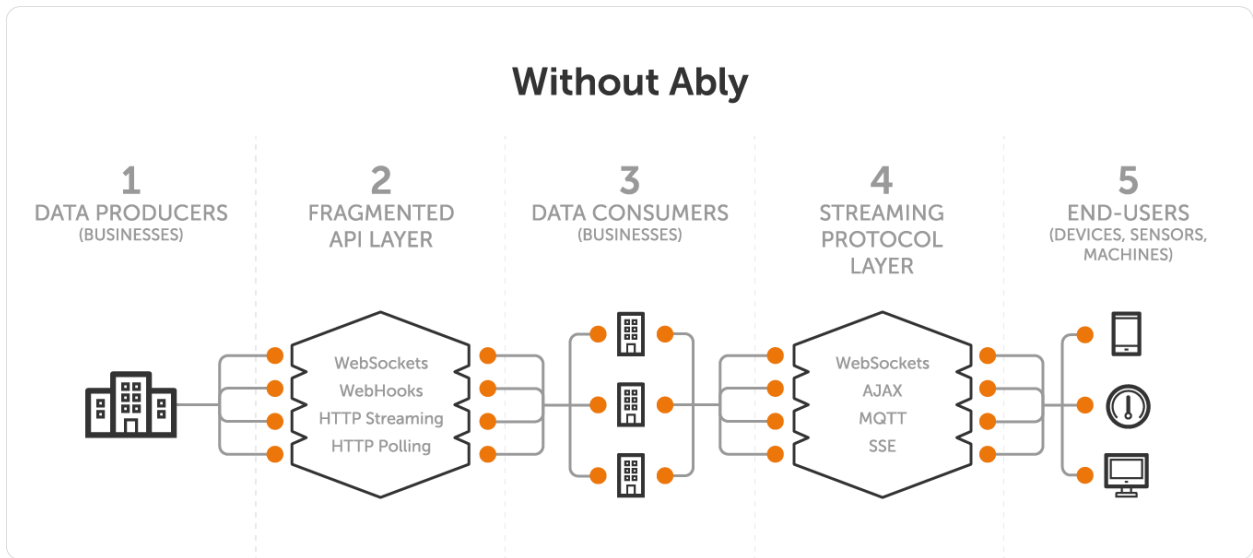 Without Ably
1
DATA PRODUCERS
(BUSINESSES)
2
FRAGMENTED
API LAYER
3
DATA CONSUMERS
(BUSINESSES)
4
STREAMING
PROTOCOL
LAYER
5
END-USERS
(DEVICES, SENSORS,
MACHINES)
WebSockets
WebHooks
HTTP Streaming
HTTP Polling
WebSockets
AJAX
MQTT
SSE